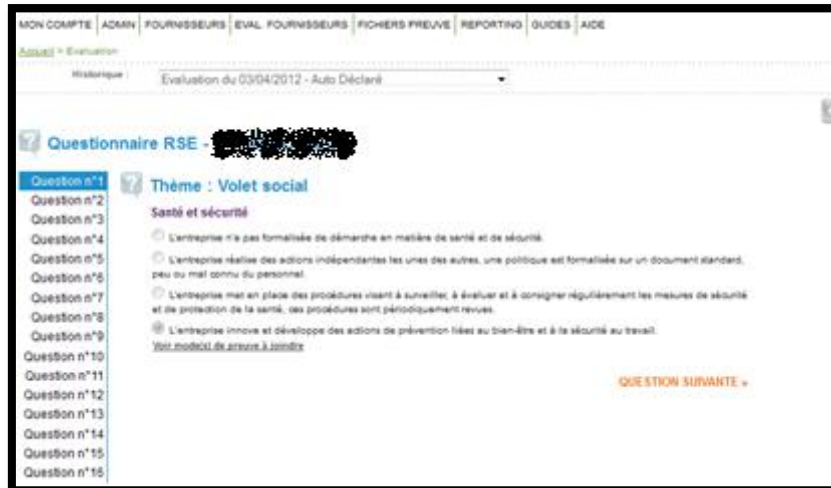 MON COMPTE ADMIN FOURNISSEURS EVAL. FOURNISSEURS FICHIERS PREUVE REPORTING GUIDES AIDE
Accueil > Evaluation
Historique : Evaluation du 03/04/2012 - Auto Déclaré
Questionnaire RSE -
Question n°1
Question n°2
Question n°3
Question n°4
Question n°5
Question n°6
Question n°7
Question n°8
Question n°9
Question n°10
Question n°11
Question n°12
Question n°13
Question n°14
Question n°15
Question n°16
Thème : Volet social
Santé et sécurité
L'entreprise n'a pas formalisée de démarche en matière de santé et de sécurité.
L'entreprise réalise des actions indépendantes les unes des autres, une politique est formalisée sur un document standard,
peu ou mal connu du personnel.
L'entreprise met en place des procédures visant à surveiller, à évaluer et à consigner régulièrement les mesures de sécurité
et de protection de la santé, ces procédures sont périodiquement revues.
L'entreprise innove et développe des actions de prévention liées au bien-être et à la sécurité au travail.
Voir mode(s) de preuve à joindre
QUESTION SUIVANTE »